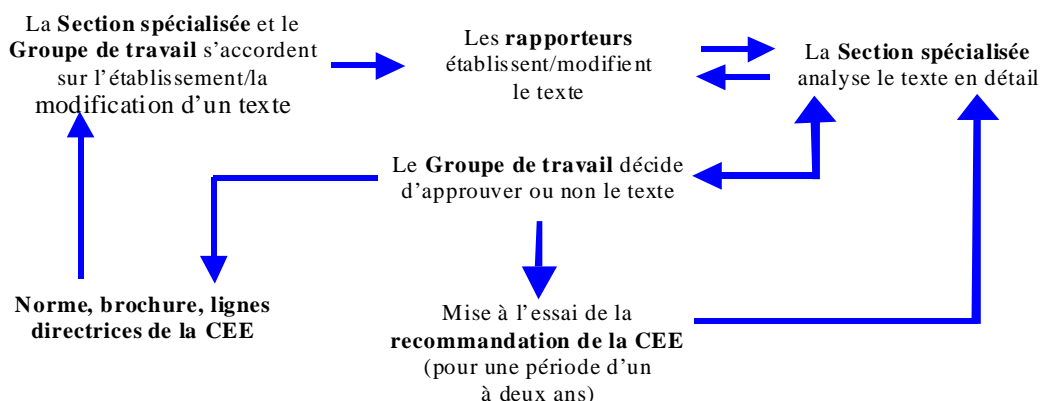 La Section spécialisée et le
Groupe de travail s’accordent
sur l’établissement/la
modification d’un texte
Les rapporteurs
établissent/modifient
le texte
La Section spécialisée
analyse le texte en détail
Le Groupe de travail décide
d’approuver ou non le texte
Norme, brochure, lignes
directrices de la CEE
Mise à l’essai de la
recommandation de la CEE
(pour une période d’un
à deux ans)